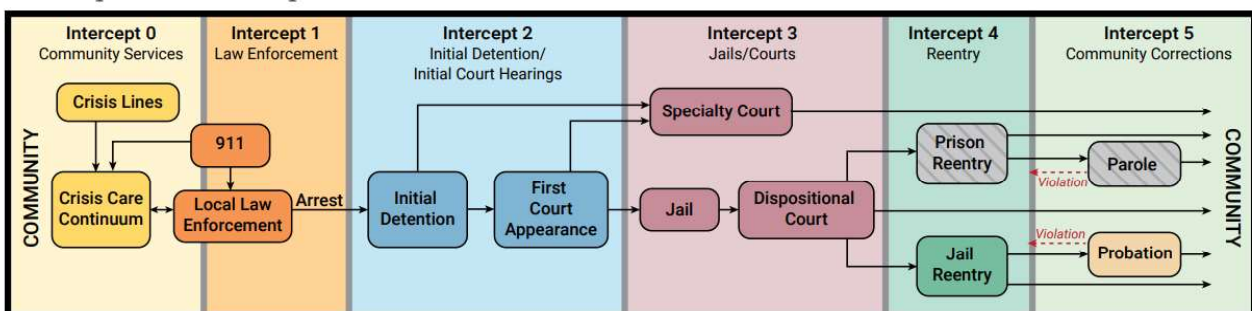 Intercept 0
Community Services
Intercept 1
Law Enforcement
Intercept 2
Initial Detention/
Initial Court Hearings
Intercept 3
Jails/Courts
Intercept 4
Reentry
Intercept 5
Community Corrections
COMMUNITY
Crisis Lines
911
Crisis Care
Continuum
Local Law
Enforcement
Arrest
Initial
Detention
First
Court
Appearance
Specialty Court
Jail
Dispositional
Court
Prison
Reentry
Violation
Parole
Jail
Reentry
Violation
Probation
COMMUNITY